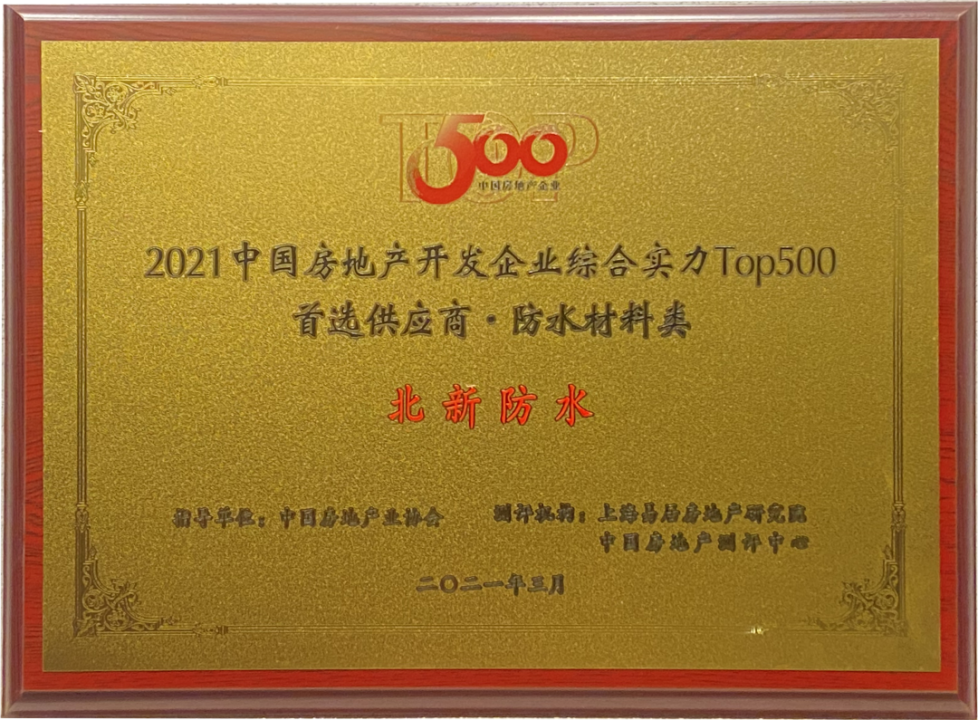 TOP
500
中国房地产企业
2021中国房地产开发企业综合实力Top500
首选供应商·防水材料类
北新防水
指导单位：中国房地产业协会
测评机构：上海易居房地产研究院
中国房地产测评中心
二〇二一年三月